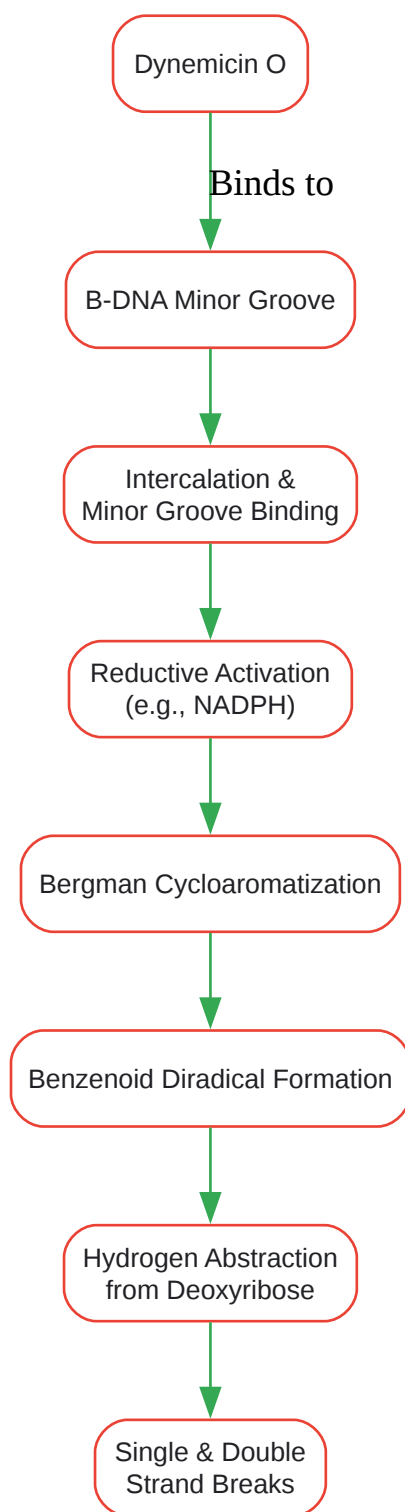 Dynemicin O
Binds to
B-DNA Minor Groove
Intercalation &
Minor Groove Binding
Reductive Activation
(e.g., NADPH)
Bergman Cycloaromatization
Benzenoid Diradical Formation
Hydrogen Abstraction
from Deoxyribose
Single & Double
Strand Breaks